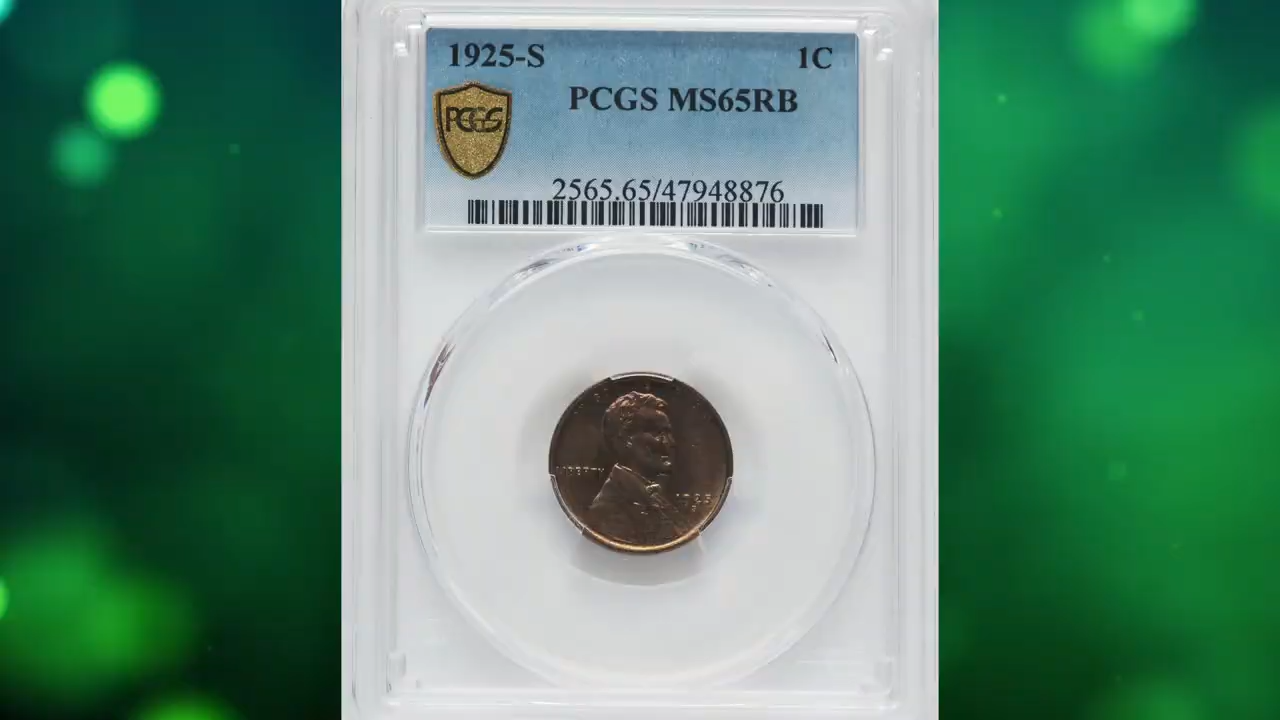 1925-S 1C
PCGS MS65RB
PCGS
2565.65/47948876
LIBERTY
1925
S